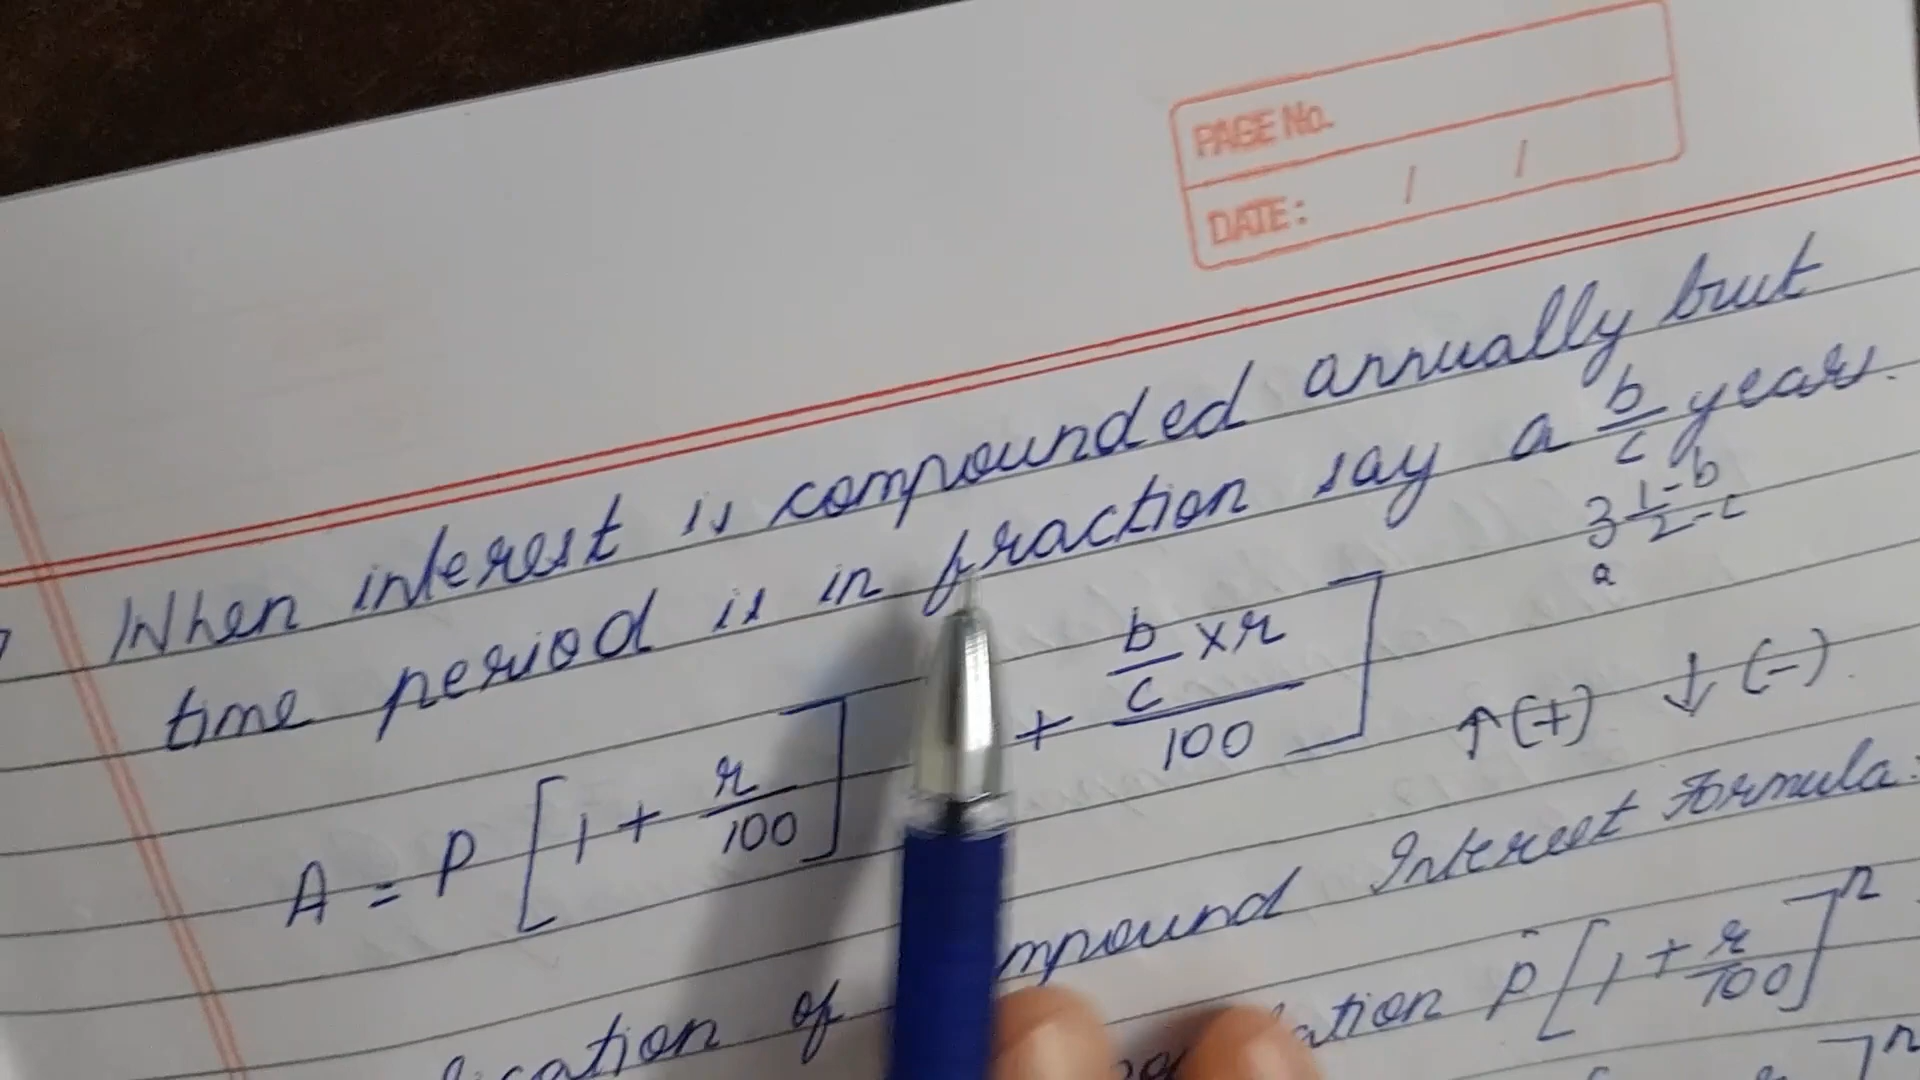 PAGE No.
DATE: / /
When interest is compounded annually but
time period is in fraction say a b/c years.
3 1/2 - b - c
a
A = P [1 + r/100] + b/c × r / 100 ]
↑(+) ↓(-)
of Interest Formula:
P [1 + r/100]^n